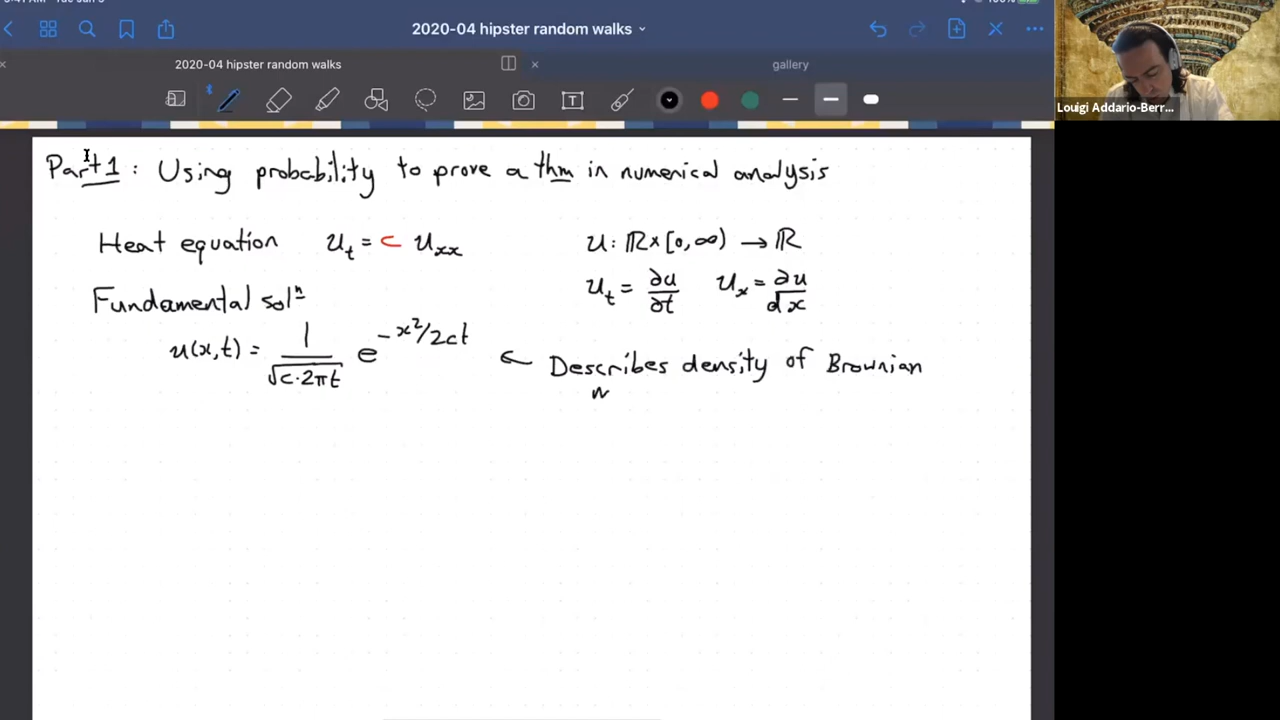 2020-04 hipster random walks
2020-04 hipster random walks
gallery
T
Louigi Addario-Berr...
Part 1: Using probability to prove a thm in numerical analysis
Heat equation u_t = c u_xx
u: ℝ×[0,∞) → ℝ
u_t = ∂u/∂t u_x = ∂u/dx
Fundamental solⁿ
u(x,t) = 1/√(c·2πt) e^(-x²/2ct) ← Describes density of Brownian